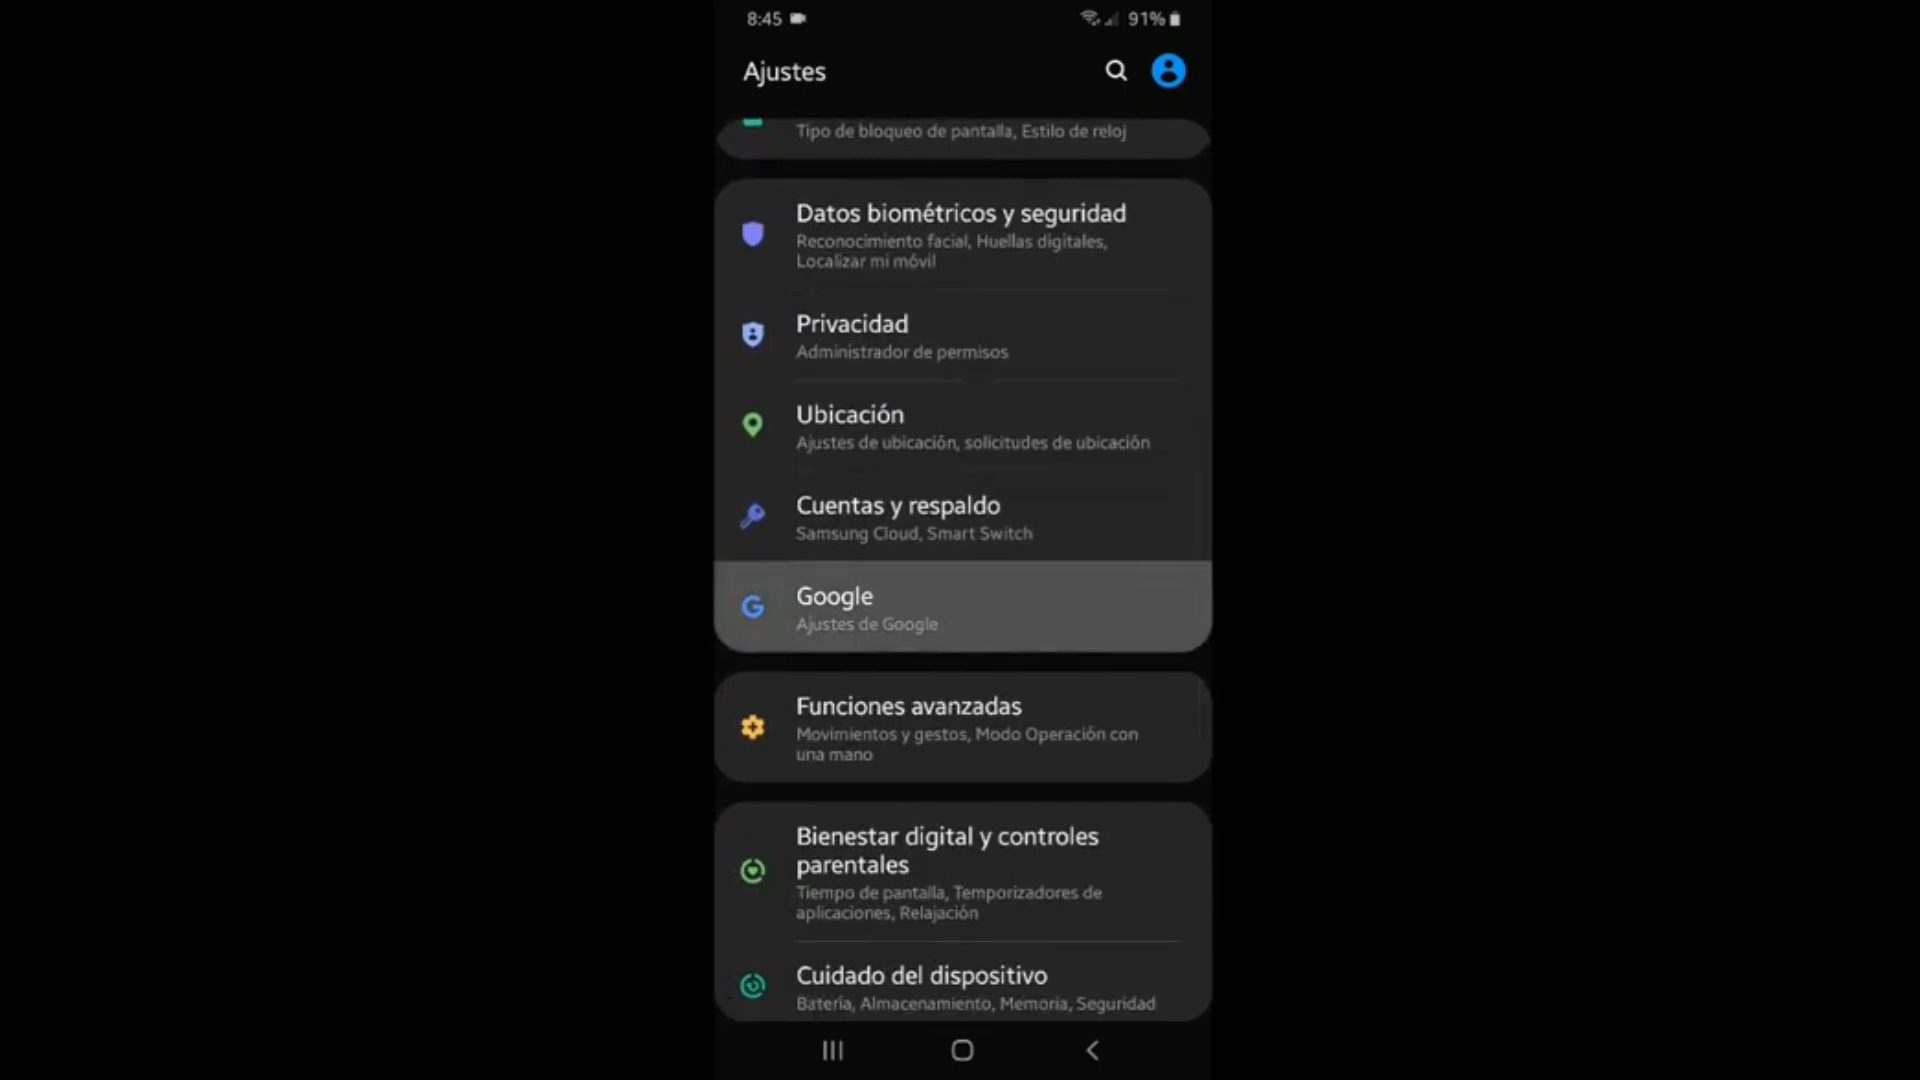 8:45 91%
Ajustes
Tipo de bloqueo de pantalla, Estilo de reloj
Datos biométricos y seguridad
Reconocimiento facial, Huellas digitales,
Localizar mi móvil
Privacidad
Administrador de permisos
Ubicación
Ajustes de ubicación, solicitudes de ubicación
Cuentas y respaldo
Samsung Cloud, Smart Switch
Google
Ajustes de Google
Funciones avanzadas
Movimientos y gestos, Modo Operación con
una mano
Bienestar digital y controles
parentales
Tiempo de pantalla, Temporizadores de
aplicaciones, Relajación
Cuidado del dispositivo
Batería, Almacenamiento, Memoria, Seguridad